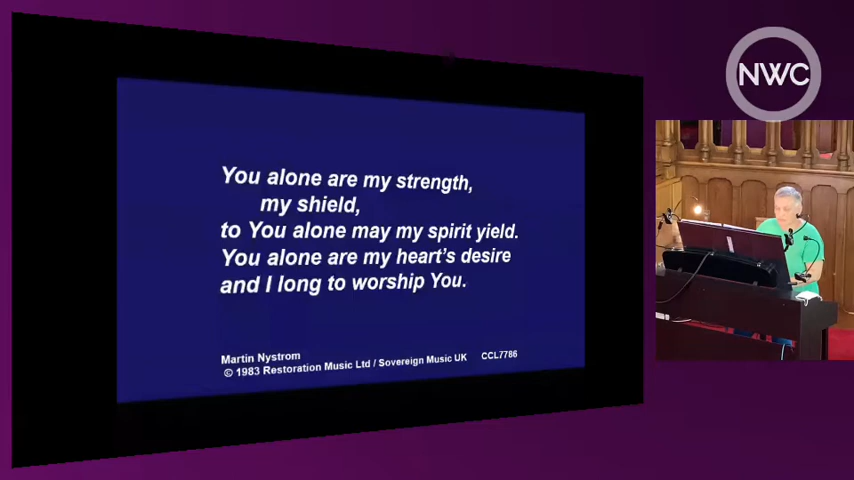 NWC
You alone are my strength,
my shield,
to You alone may my spirit yield.
You alone are my heart's desire
and I long to worship You.
Martin Nystrom
© 1983 Restoration Music Ltd / Sovereign Music UK CCL7786